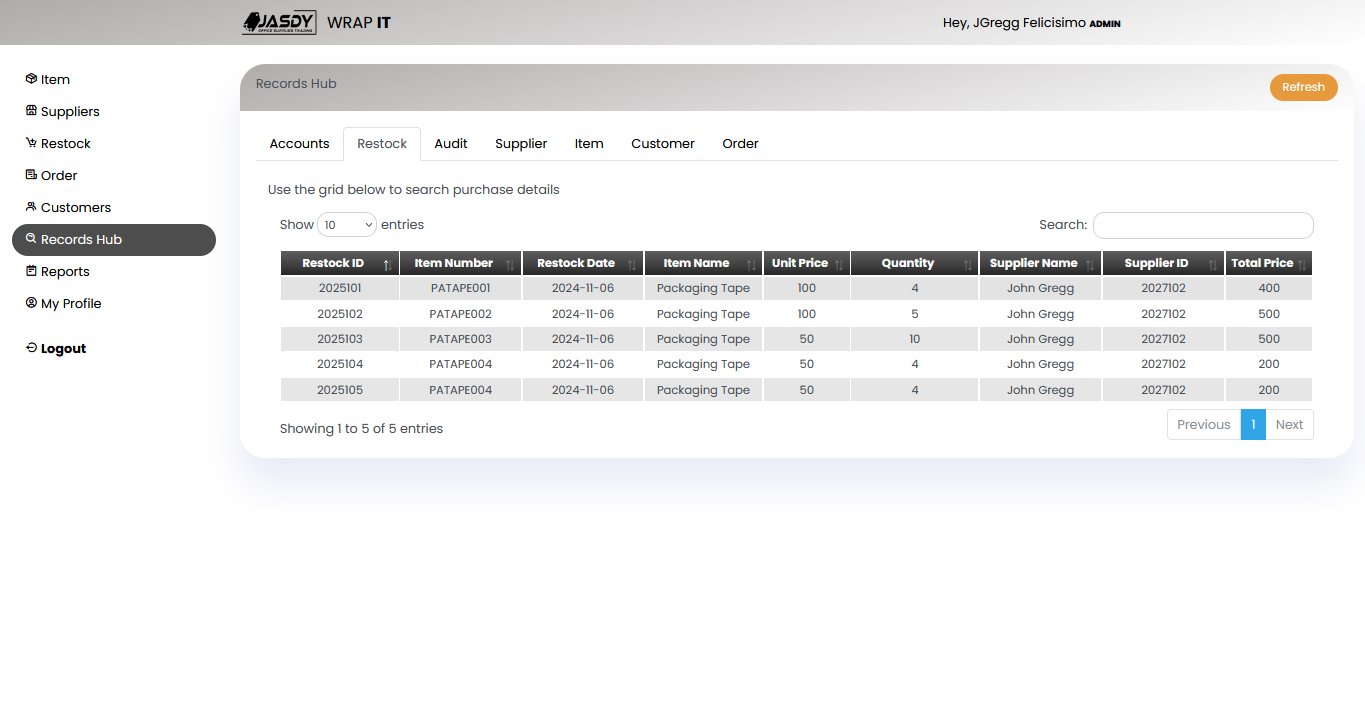 JASDY
OFFICE SUPPLIES TRADING
WRAP IT
Hey, JGregg Felicisimo ADMIN
Item
Suppliers
Restock
Order
Customers
Records Hub
Reports
My Profile
Logout
Records Hub
Refresh
Accounts Restock Audit Supplier Item Customer Order
Use the grid below to search purchase details
Show 10 entries Search:
Restock ID Item Number Restock Date Item Name Unit Price Quantity Supplier Name Supplier ID Total Price
2025101 PATAPE001 2024-11-06 Packaging Tape 100 4 John Gregg 2027102 400
2025102 PATAPE002 2024-11-06 Packaging Tape 100 5 John Gregg 2027102 500
2025103 PATAPE003 2024-11-06 Packaging Tape 50 10 John Gregg 2027102 500
2025104 PATAPE004 2024-11-06 Packaging Tape 50 4 John Gregg 2027102 200
2025105 PATAPE004 2024-11-06 Packaging Tape 50 4 John Gregg 2027102 200
Showing 1 to 5 of 5 entries
Previous 1 Next